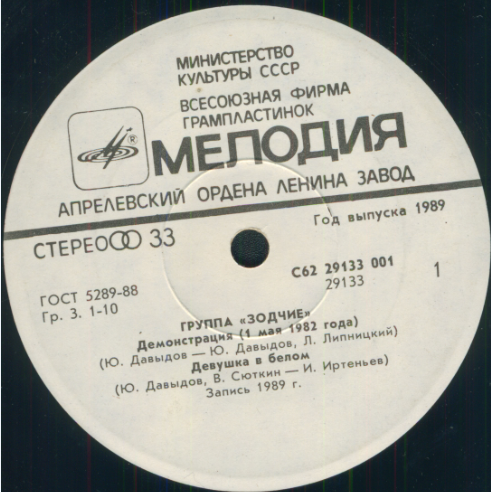 МИНИСТЕРСТВО
КУЛЬТУРЫ СССР
ВСЕСОЮЗНАЯ ФИРМА
ГРАМПЛАСТИНОК
®
МЕЛОДИЯ
АПРЕЛЕВСКИЙ ОРДЕНА ЛЕНИНА ЗАВОД
СТЕРЕО 33
Год выпуска 1989
ГОСТ 5289-88
Гр. 3. 1-10
С62 29133 001
29133
1
ГРУППА «ЗОДЧИЕ»
Демонстрация (1 мая 1982 года)
(Ю. Давыдов — Ю. Давыдов, Л. Липницкий)
Девушка в белом
(Ю. Давыдов, В. Сюткин — И. Иртеньев)
Запись 1989 г.